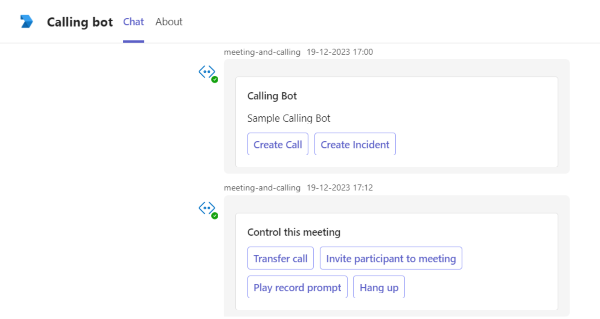 Calling bot Chat About
meeting-and-calling 19-12-2023 17:00
Calling Bot
Sample Calling Bot
Create Call Create Incident
meeting-and-calling 19-12-2023 17:12
Control this meeting
Transfer call Invite participant to meeting
Play record prompt Hang up